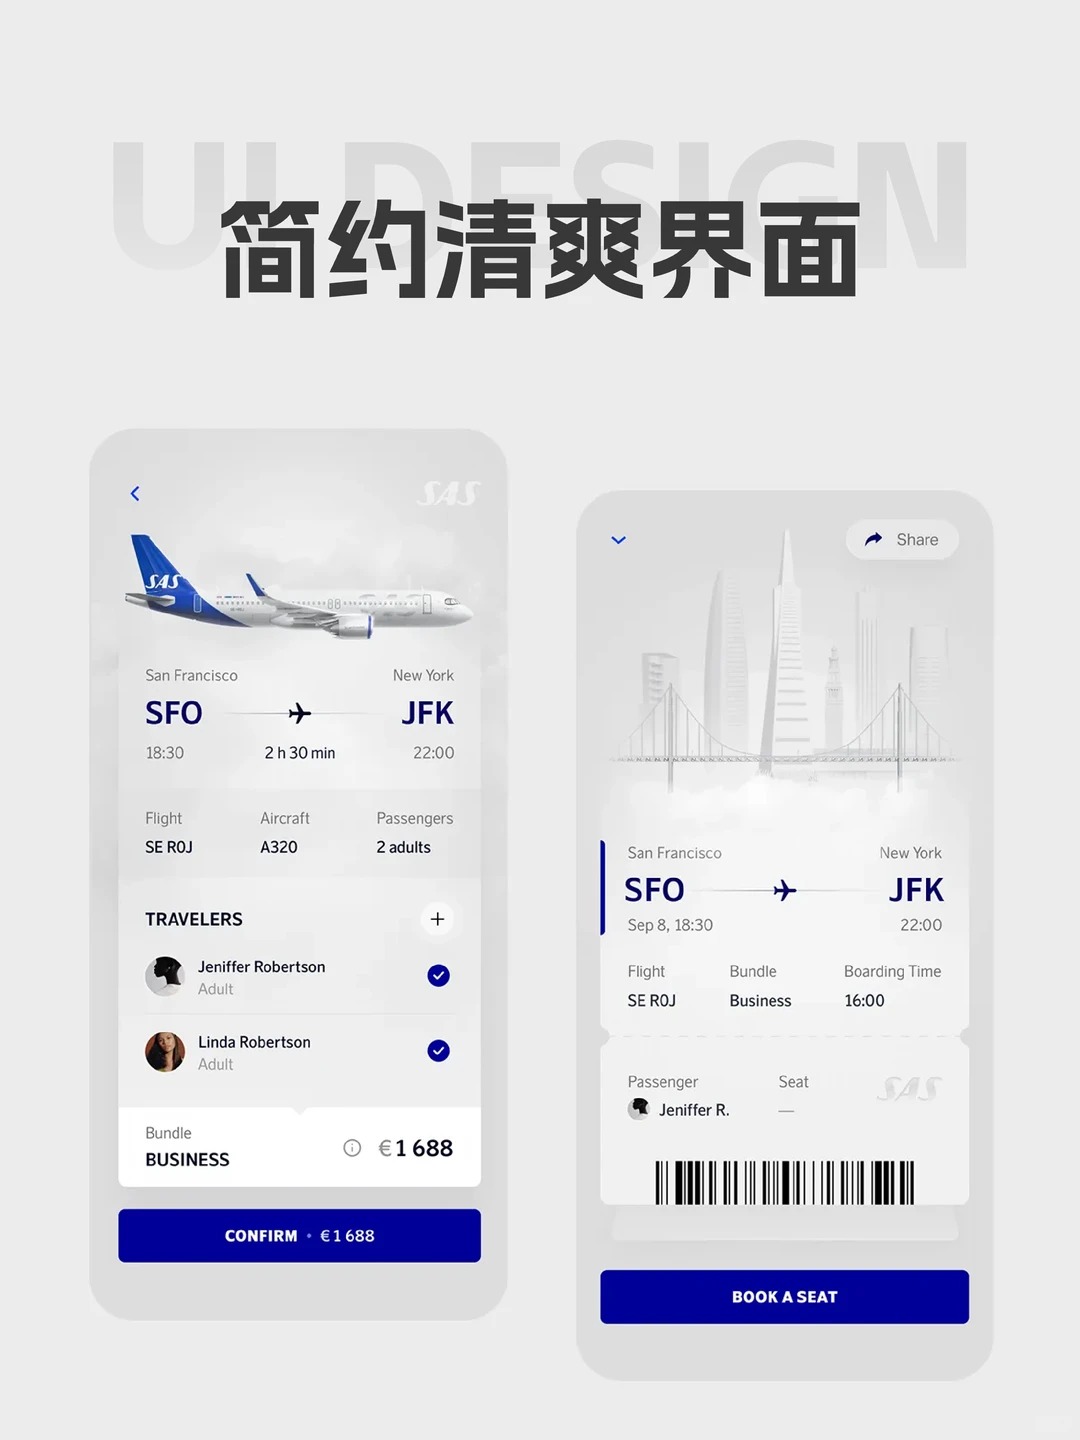 UI DESIGN
简约清爽界面
SAS
SAS
San Francisco New York
SFO JFK
18:30 2 h 30 min 22:00
Flight Aircraft Passengers
SE R0J A320 2 adults
TRAVELERS +
Jeniffer Robertson
Adult
Linda Robertson
Adult
Bundle
BUSINESS € 1 688
CONFIRM • € 1 688
Share
San Francisco New York
SFO JFK
Sep 8, 18:30 22:00
Flight Bundle Boarding Time
SE R0J Business 16:00
Passenger Seat SAS
Jeniffer R. —
BOOK A SEAT